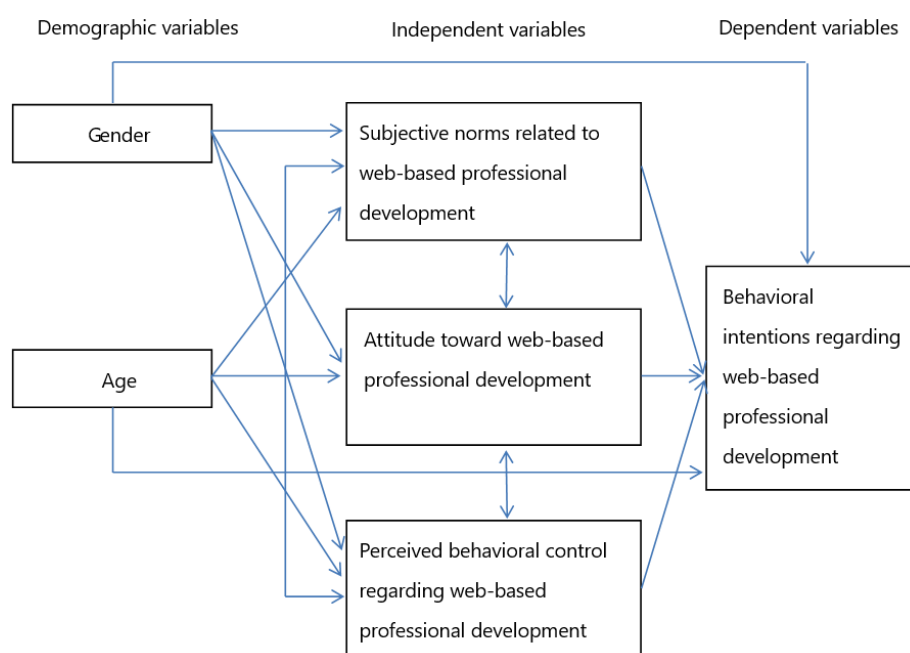 Demographic variables
Independent variables
Dependent variables
Gender
Subjective norms related to
web-based professional
development
Age
Attitude toward web-based
professional development
Behavioral
intentions regarding
web-based
professional
development
Perceived behavioral control
regarding web-based
professional development